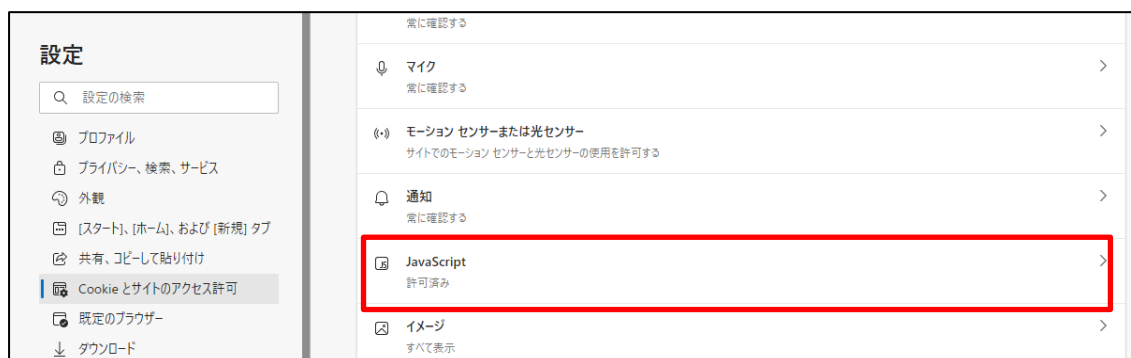 設定
設定の検索
プロファイル
プライバシー、検索、サービス
外観
[スタート]、[ホーム]、および [新規] タブ
共有、コピーして貼り付け
Cookie とサイトのアクセス許可
既定のブラウザー
ダウンロード
常に確認する
マイク
常に確認する
モーション センサーまたは光センサー
サイトでのモーション センサーと光センサーの使用を許可する
通知
常に確認する
JavaScript
許可済み
イメージ
すべて表示